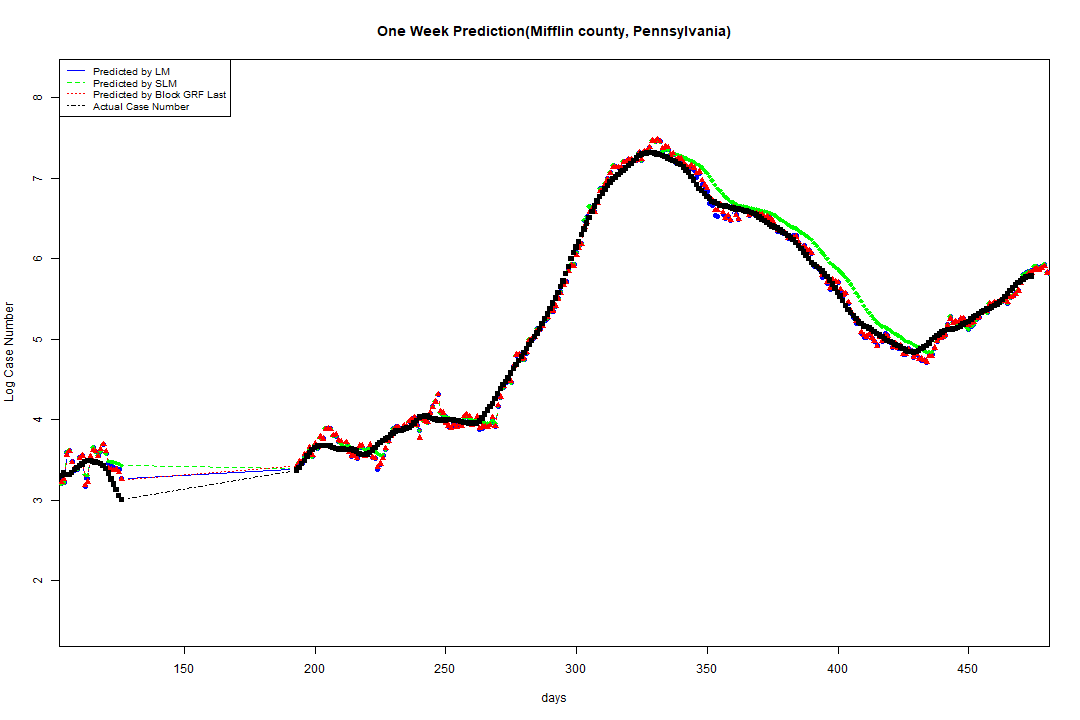 One Week Prediction(Mifflin county, Pennsylvania)
Predicted by LM
Predicted by SLM
Predicted by Block GRF Last
Actual Case Number
8
7
6
5
4
3
2
Log Case Number
150 200 250 300 350 400 450
days